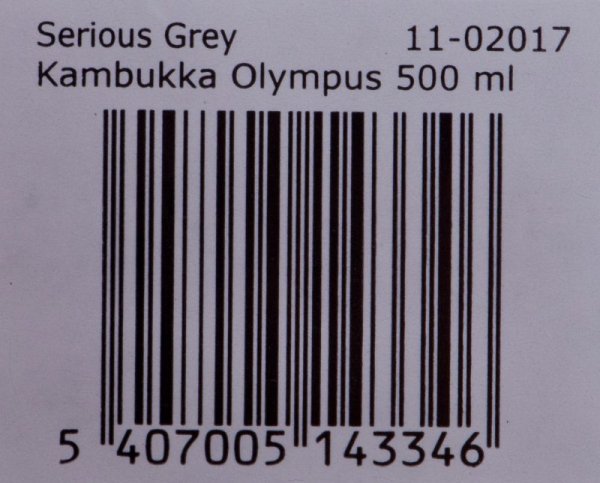 Serious Grey 11-02017
Kambukka Olympus 500 ml
5 407005 143346